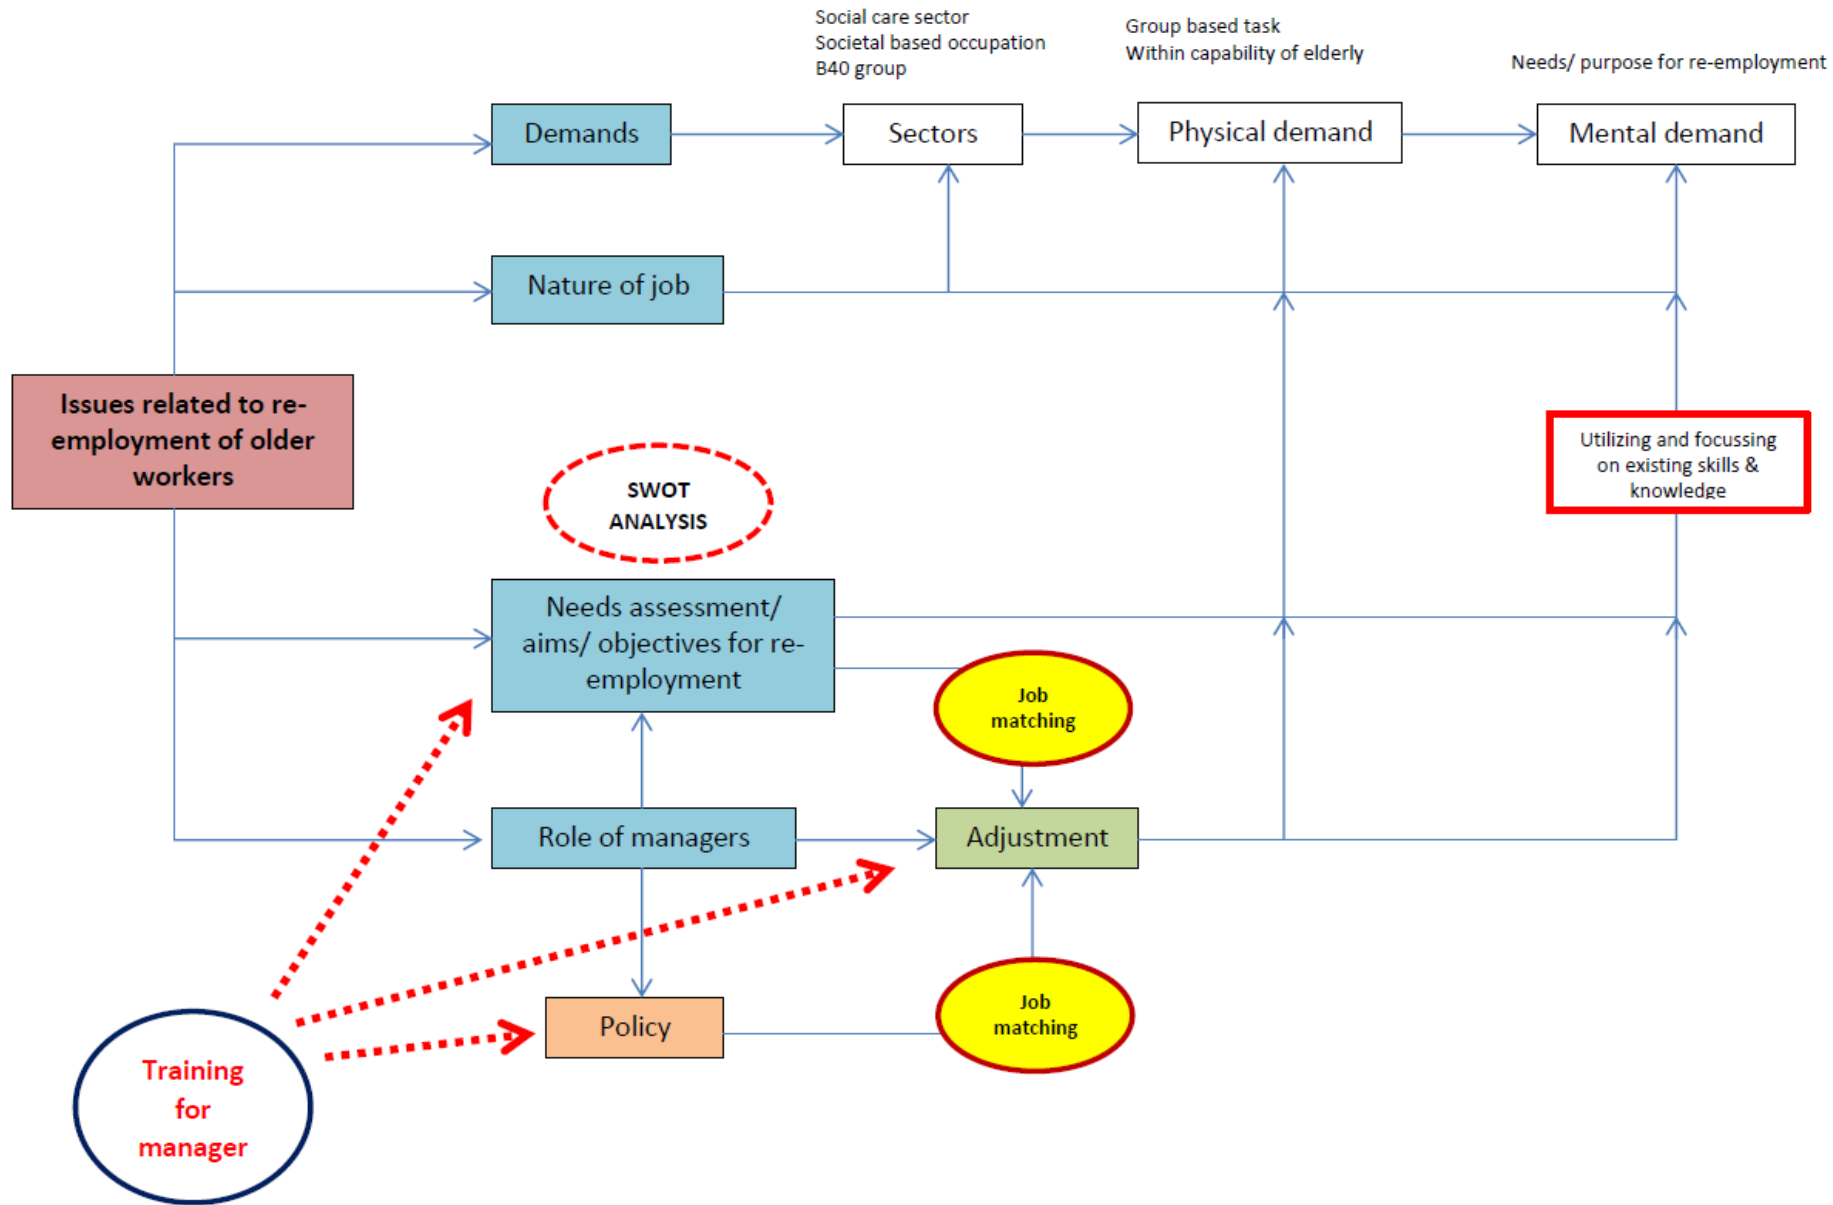 Social care sector
Societal based occupation
B40 group
Group based task
Within capability of elderly
Needs/ purpose for re-employment
Demands
Sectors
Physical demand
Mental demand
Nature of job
Issues related to re-
employment of older
workers
Utilizing and focussing
on existing skills &
knowledge
SWOT
ANALYSIS
Needs assessment/
aims/ objectives for re-
employment
Job
matching
Role of managers
Adjustment
Policy
Job
matching
Training
for
manager